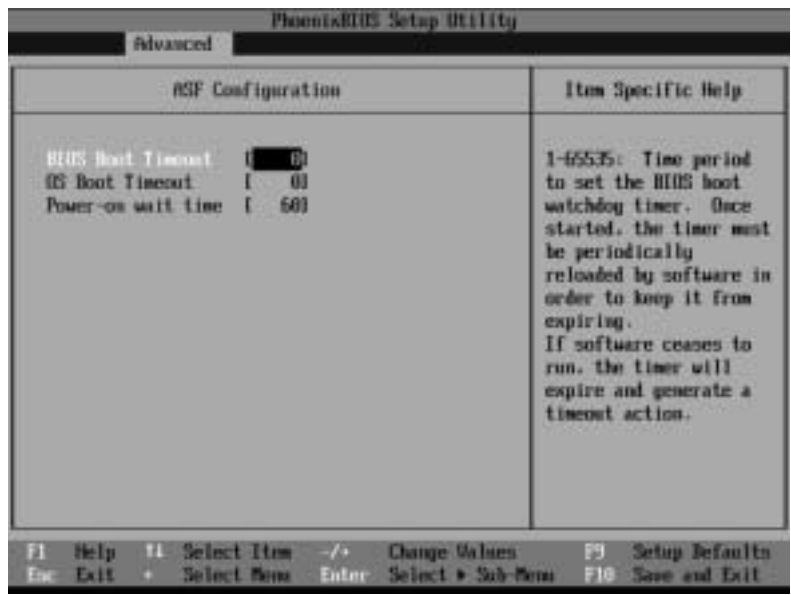 PhoenixBIOS Setup Utility
Advanced
ASF Configuration
Item Specific Help
BIOS Boot Timeout [ 0]
OS Boot Timeout [ 0]
Power-on wait time [ 60]
1-65535: Time period
to set the BIOS boot
watchdog timer. Once
started, the timer must
be periodically
reloaded by software in
order to keep it from
expiring.
If software ceases to
run, the timer will
expire and generate a
timeout action.
F1 Help ↑↓ Select Item -/+ Change Values F9 Setup Defaults
Esc Exit Select Menu Enter Select ▶ Sub-Menu F10 Save and Exit